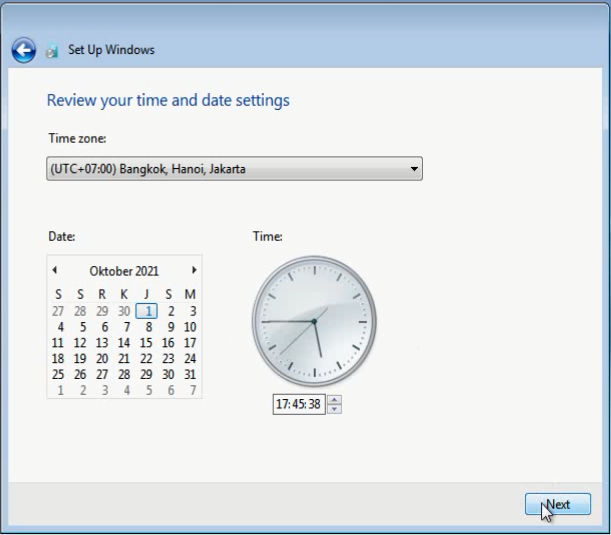 Set Up Windows
Review your time and date settings
Time zone:
(UTC+07:00) Bangkok, Hanoi, Jakarta
Date:
Time:
Oktober 2021
S S R K J S M
27 28 29 30 1 2 3
4 5 6 7 8 9 10
11 12 13 14 15 16 17
18 19 20 21 22 23 24
25 26 27 28 29 30 31
1 2 3 4 5 6 7
17:45:38
Next